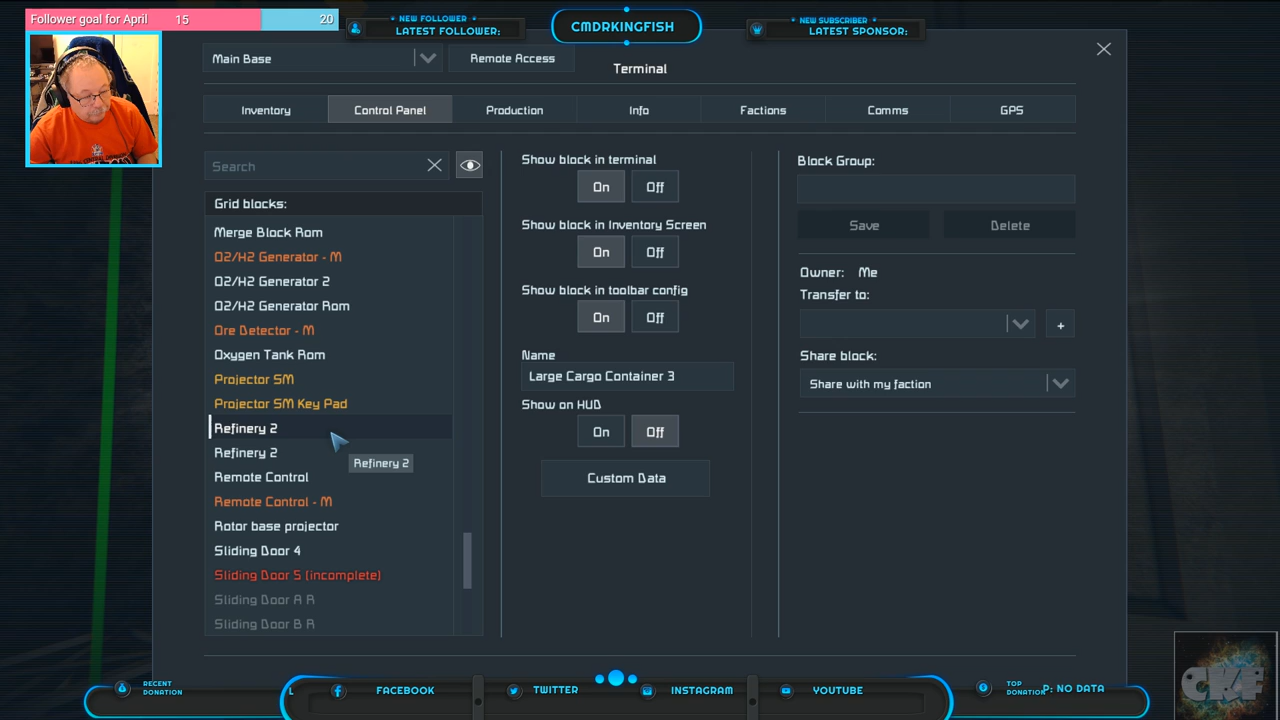 Follower goal for April 15 20
NEW FOLLOWER
LATEST FOLLOWER:
CMDRKINGFISH
NEW SUBSCRIBER
LATEST SPONSOR:
Main Base
Remote Access
Terminal
Inventory
Control Panel
Production
Info
Factions
Comms
GPS
Search
Grid blocks:
Merge Block Rom
O2/H2 Generator - M
O2/H2 Generator 2
O2/H2 Generator Rom
Ore Detector - M
Oxygen Tank Rom
Projector SM
Projector SM Key Pad
Refinery 2
Refinery 2
Refinery 2
Remote Control
Remote Control - M
Rotor base projector
Sliding Door 4
Sliding Door 5 (incomplete)
Sliding Door A R
Sliding Door B R
Show block in terminal
On Off
Show block in Inventory Screen
On Off
Show block in toolbar config
On Off
Name
Large Cargo Container 3
Show on HUD
On Off
Custom Data
Block Group:
Save
Delete
Owner: Me
Transfer to:
+
Share block:
Share with my faction
RECENT
DONATION
FACEBOOK
TWITTER
INSTAGRAM
YOUTUBE
TOP
DONATION
P: NO DATA
CKF